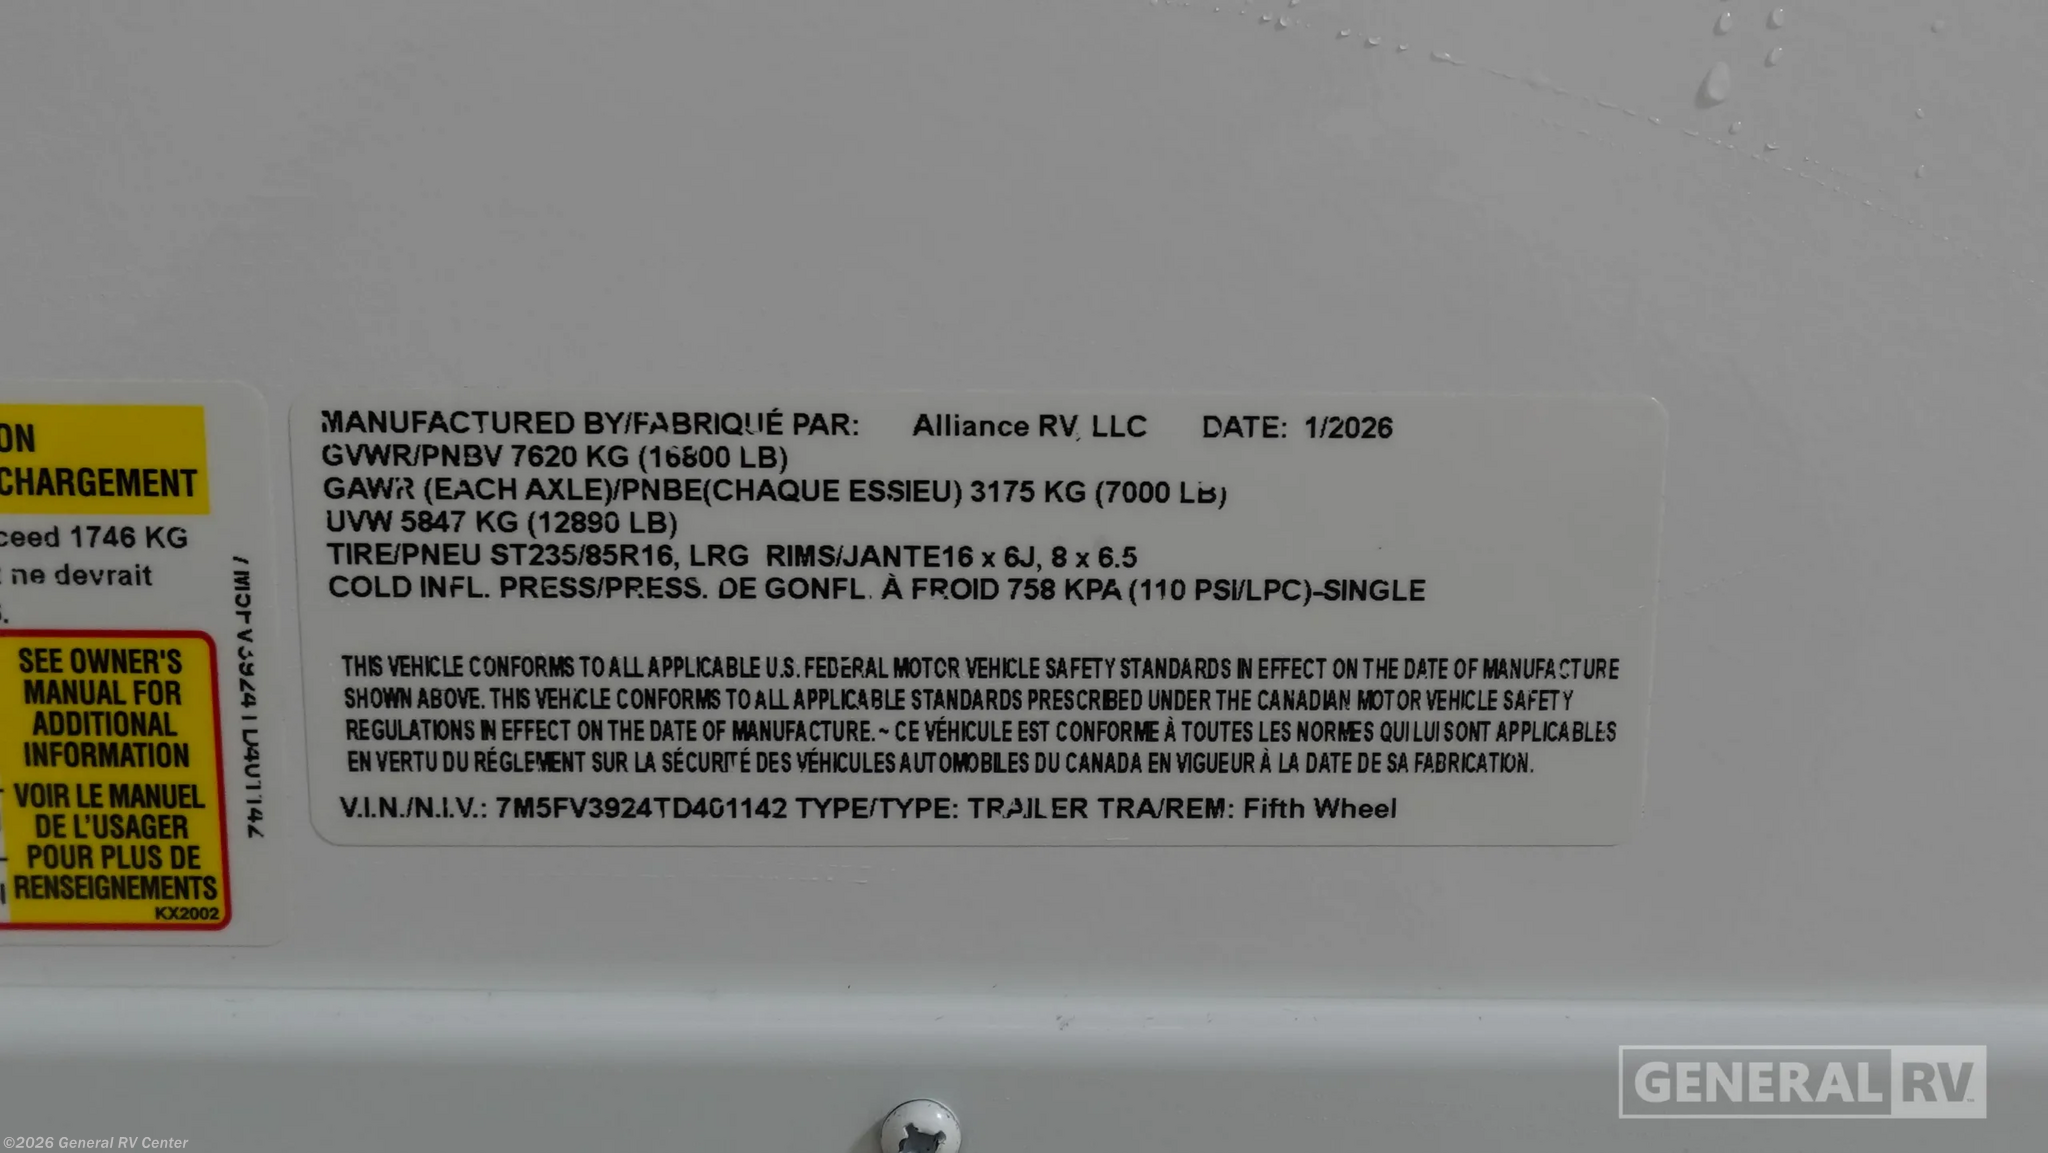 ON
CHARGEMENT
ceed 1746 KG
ne devrait
SEE OWNER'S
MANUAL FOR
ADDITIONAL
INFORMATION
VOIR LE MANUEL
DE L'USAGER
POUR PLUS DE
RENSEIGNEMENTS
KX2002
MANUFACTURED BY/FABRIQUÉ PAR: Alliance RV, LLC DATE: 1/2026
GVWR/PNBV 7620 KG (16800 LB)
GAWR (EACH AXLE)/PNBE(CHAQUE ESSIEU) 3175 KG (7000 LB)
UVW 5847 KG (12890 LB)
TIRE/PNEU ST235/85R16, LRG RIMS/JANTE16 x 6J, 8 x 6.5
COLD INFL. PRESS/PRESS. DE GONFL. À FROID 758 KPA (110 PSI/LPC)-SINGLE
THIS VEHICLE CONFORMS TO ALL APPLICABLE U.S. FEDERAL MOTOR VEHICLE SAFETY STANDARDS IN EFFECT ON THE DATE OF MANUFACTURE
SHOWN ABOVE. THIS VEHICLE CONFORMS TO ALL APPLICABLE STANDARDS PRESCRIBED UNDER THE CANADIAN MOTOR VEHICLE SAFETY
REGULATIONS IN EFFECT ON THE DATE OF MANUFACTURE. ~ CE VÉHICULE EST CONFORME À TOUTES LES NORMES QUI LUI SONT APPLICABLES
EN VERTU DU RÉGLEMENT SUR LA SÉCURITÉ DES VÉHICULES AUTOMOBILES DU CANADA EN VIGUEUR À LA DATE DE SA FABRICATION.
V.I.N./N.I.V.: 7M5FV3924TD401142 TYPE/TYPE: TRAILER TRA/REM: Fifth Wheel
GENERAL RV
©2026 General RV Center